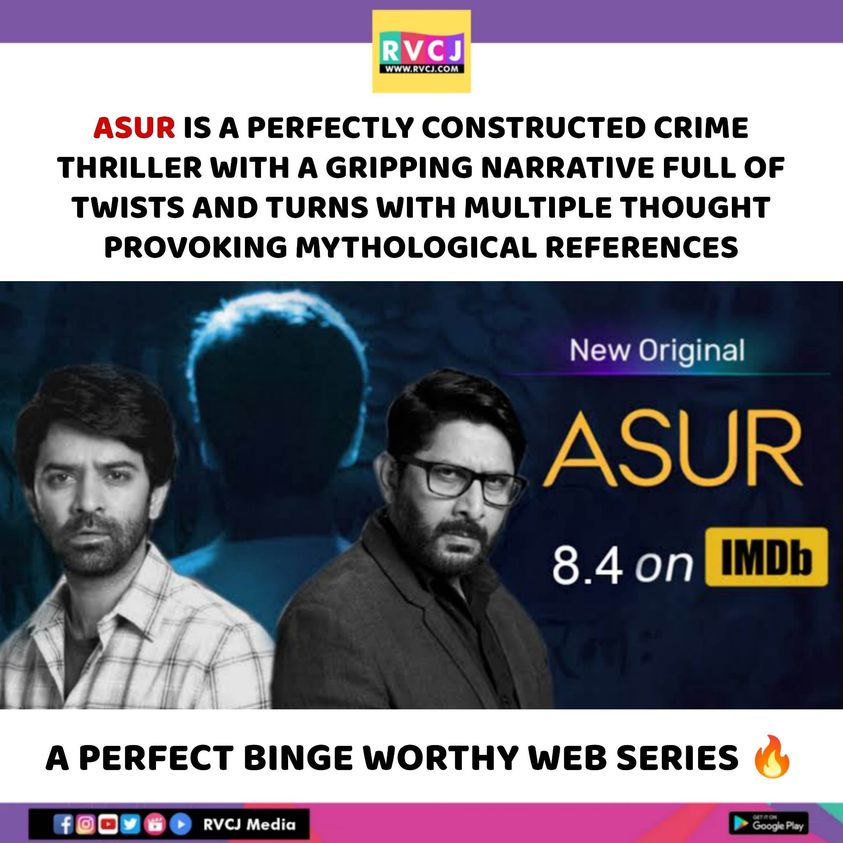 RVCJ
WWW.RVCJ.COM
ASUR IS A PERFECTLY CONSTRUCTED CRIME
THRILLER WITH A GRIPPING NARRATIVE FULL OF
TWISTS AND TURNS WITH MULTIPLE THOUGHT
PROVOKING MYTHOLOGICAL REFERENCES
New Original
ASUR
8.4 on IMDb
A PERFECT BINGE WORTHY WEB SERIES 🔥
RVCJ Media
GET IT ON
Google Play